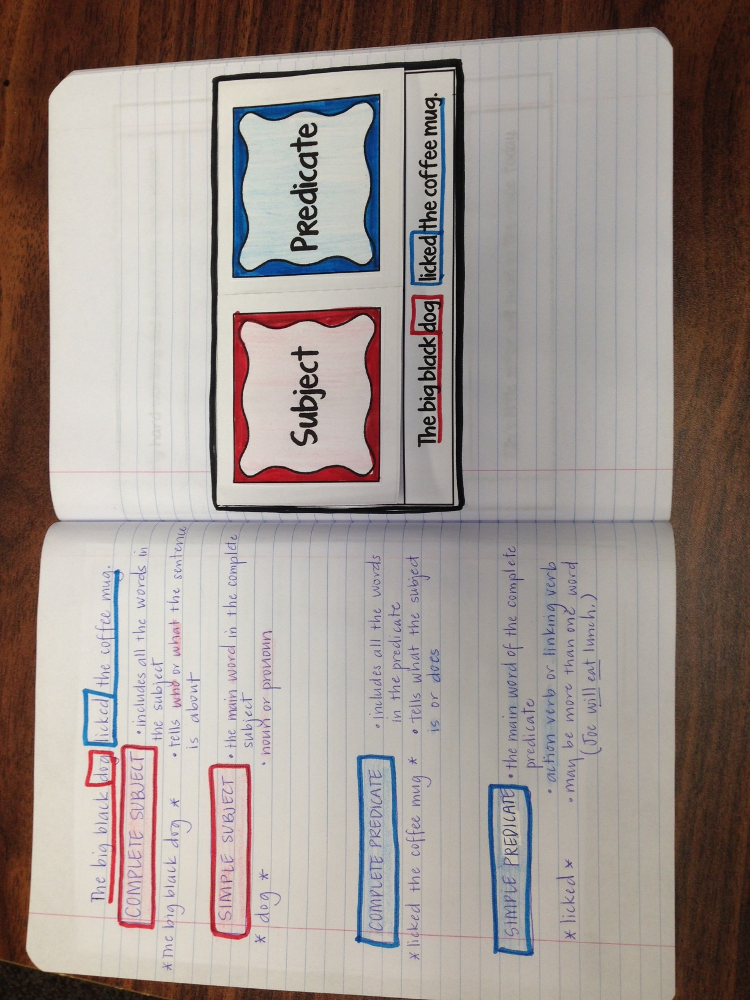 The big black dog licked the coffee mug.
COMPLETE SUBJECT
• includes all the words in
the subject
*The big black dog *
• tells who or what the sentence
is about
SIMPLE SUBJECT
• the main word in the complete
subject
* dog *
• noun or pronoun
COMPLETE PREDICATE
• includes all the words
in the predicate
*licked the coffee mug *
• tells what the subject
is or does
SIMPLE PREDICATE
• the main word of the complete
predicate
• action verb or linking verb
* licked *
• may be more than one word
(Joe will eat lunch.)
Subject
Predicate
The big black dog licked the coffee mug.